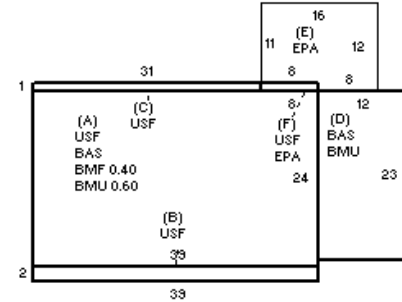 16
(E)
11
EPA
12
31
8
8
1
(C)
8
12
(A)
USF
(F)
(D)
USF
USF
BAS
BAS
EPA
BMU
BMF 0.40
24
23
BMU 0.60
(B)
USF
39
2
39